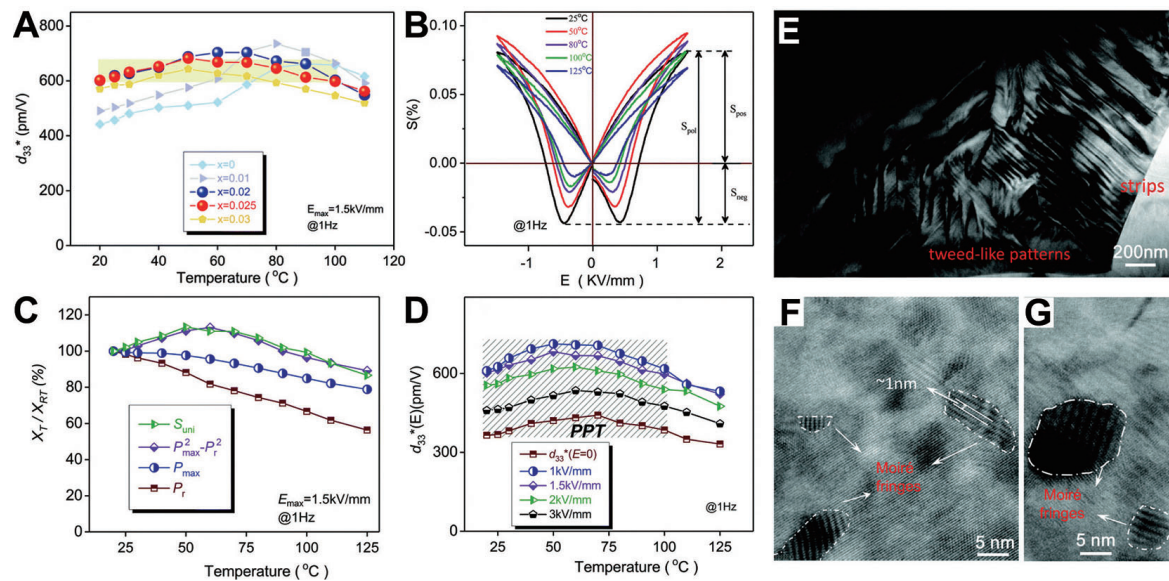 A
d33* (pm/V)
800
600
400
200
0
x=0
x=0.01
x=0.02
x=0.025
x=0.03
Emax=1.5kV/mm
@1Hz
20 40 60 80 100 120
Temperature (°C)
B
S(%)
0.10
0.05
0.00
-0.05
25°C
50°C
80°C
100°C
125°C
Spol
Spos
Sneg
@1Hz
-2 -1 0 1 2
E ( KV/mm)
E
strips
tweed-like patterns
200nm
C
XT / XRT (%)
120
100
80
60
40
20
0
Suni
P²max-P²r
Pmax
Pr
Emax=1.5kV/mm
@1Hz
25 50 75 100 125
Temperature (°C)
D
d33*(E)(pm/V)
600
300
0
PPT
d33*(E=0)
1kV/mm
1.5kV/mm
2kV/mm
3kV/mm
@1Hz
25 50 75 100 125
Temperature (°C)
F
~1nm
Moire
fringes
5 nm
G
Moire
fringes
5 nm